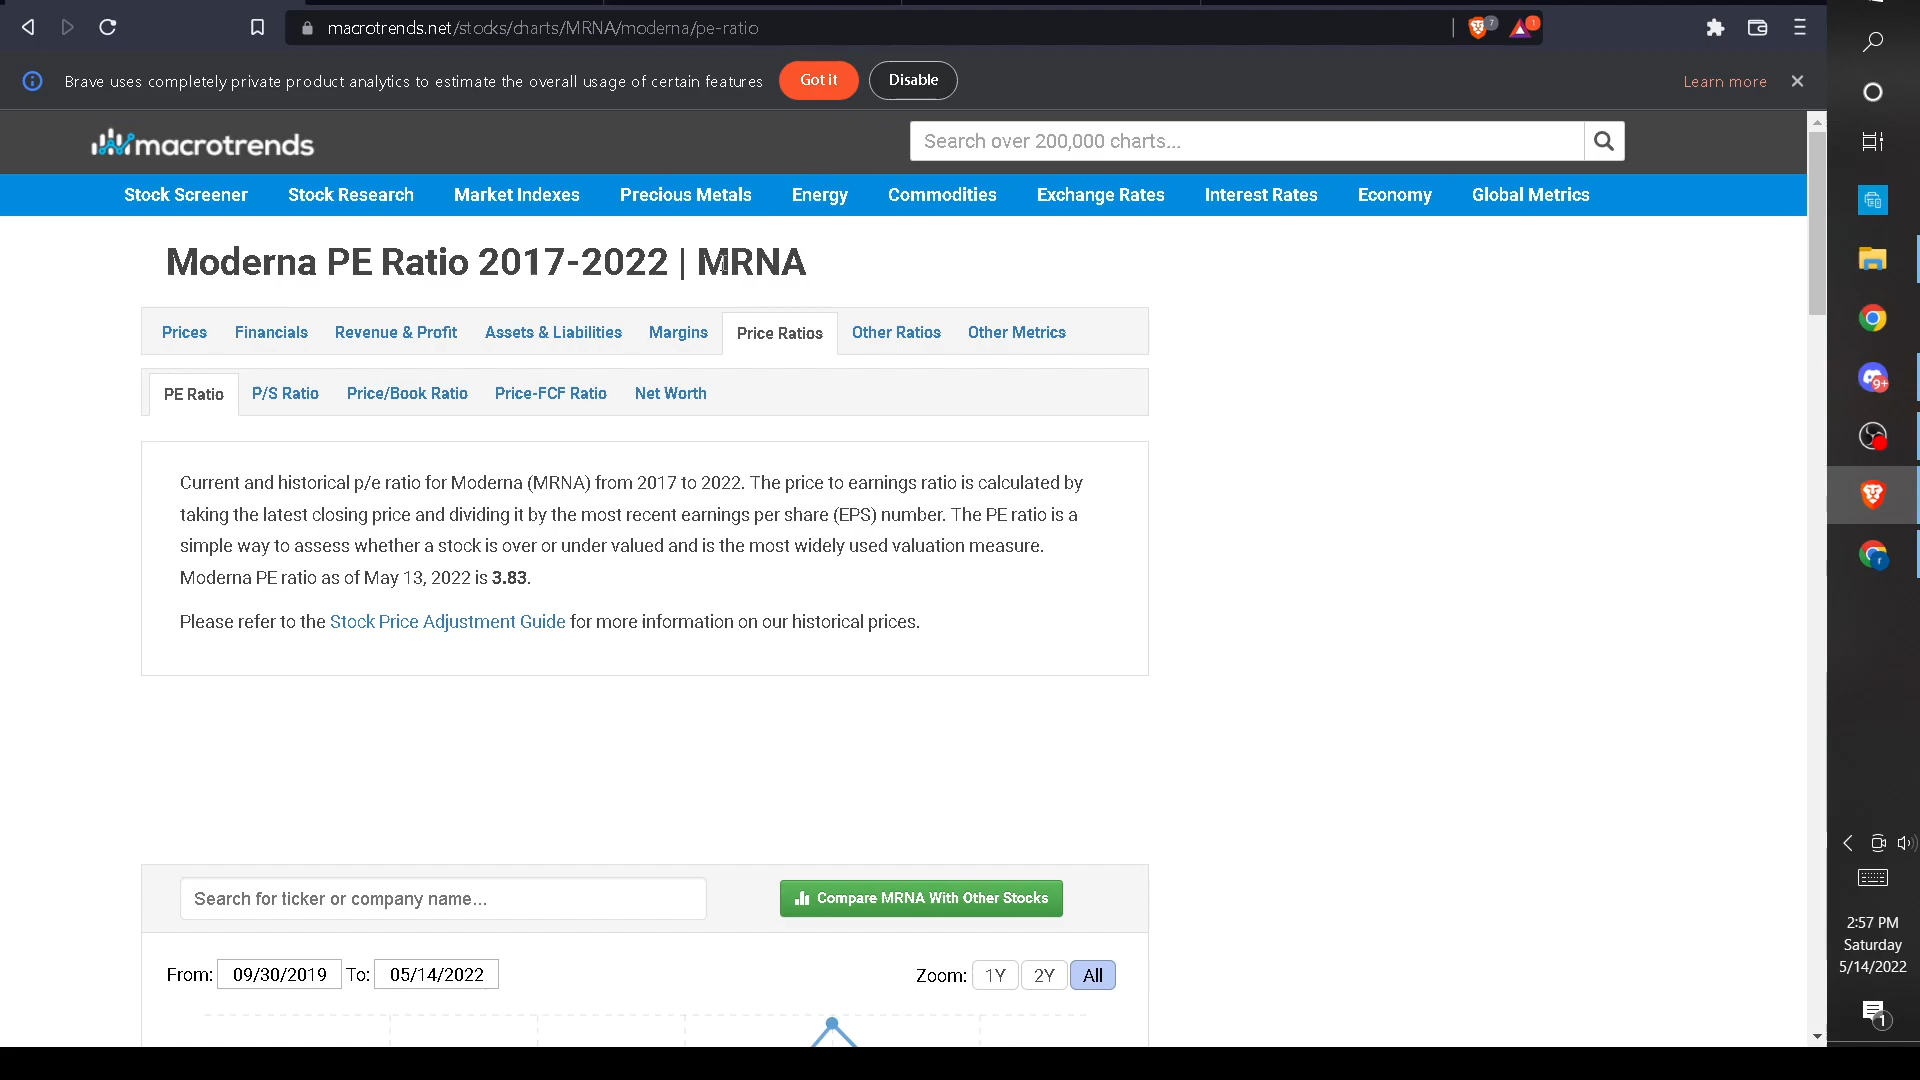 macrotrends.net/stocks/charts/MRNA/moderna/pe-ratio
7
1
Brave uses completely private product analytics to estimate the overall usage of certain features
Got it
Disable
Learn more
macrotrends
Search over 200,000 charts...
Stock Screener Stock Research Market Indexes Precious Metals Energy Commodities Exchange Rates Interest Rates Economy Global Metrics
Moderna PE Ratio 2017-2022 | MRNA
Prices Financials Revenue & Profit Assets & Liabilities Margins Price Ratios Other Ratios Other Metrics
PE Ratio P/S Ratio Price/Book Ratio Price-FCF Ratio Net Worth
Current and historical p/e ratio for Moderna (MRNA) from 2017 to 2022. The price to earnings ratio is calculated by
taking the latest closing price and dividing it by the most recent earnings per share (EPS) number. The PE ratio is a
simple way to assess whether a stock is over or under valued and is the most widely used valuation measure.
Moderna PE ratio as of May 13, 2022 is 3.83.
Please refer to the Stock Price Adjustment Guide for more information on our historical prices.
Search for ticker or company name...
Compare MRNA With Other Stocks
From: 09/30/2019 To: 05/14/2022
Zoom: 1Y 2Y All
9+
r
2:57 PM
Saturday
5/14/2022
1